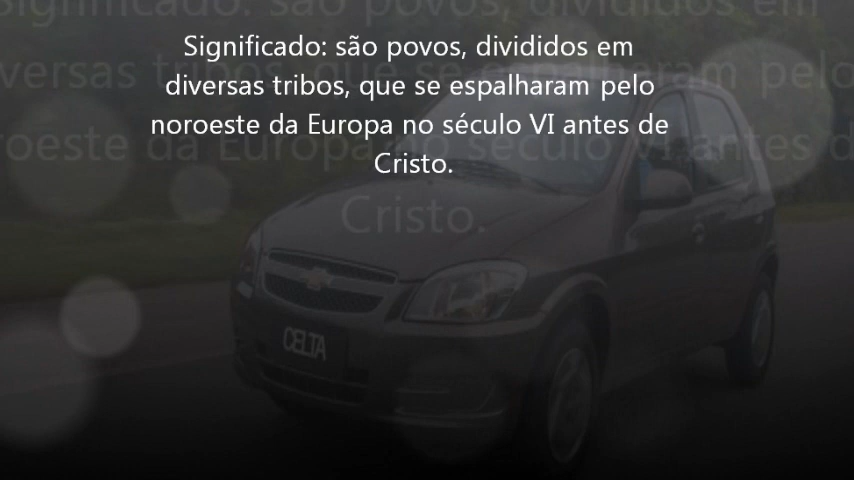 Significado: são povos, divididos em
diversas tribos, que se espalharam pelo
noroeste da Europa no século VI antes de
Cristo.
CELTA